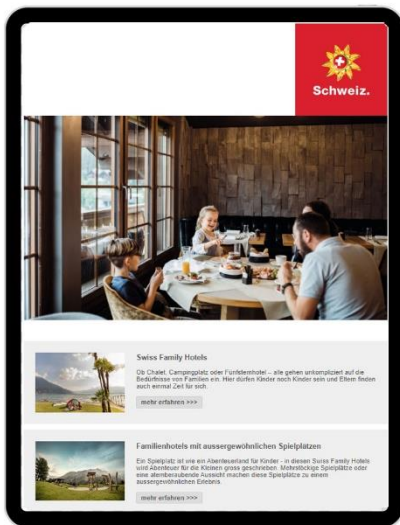 Schweiz.
Swiss Family Hotels
Ob Chalet, Campingplatz oder Fünfsternhotel – alle gehen unkompliziert auf die
Bedürfnisse von Familien ein. Hier dürfen Kinder noch Kinder sein und Eltern finden
auch einmal Zeit für sich.
mehr erfahren >>>
Familienhotels mit aussergewöhnlichen Spielplätzen
Ein Spielplatz ist wie ein Abenteuerland für Kinder - in diesen Swiss Family Hotels
wird Abenteuer für die Kleinen gross geschrieben. Mehrstöckige Spielplätze oder
eine atemberaubende Aussicht machen diese Spielplätze zu einem
aussergewöhnlichen Erlebnis.
mehr erfahren >>>